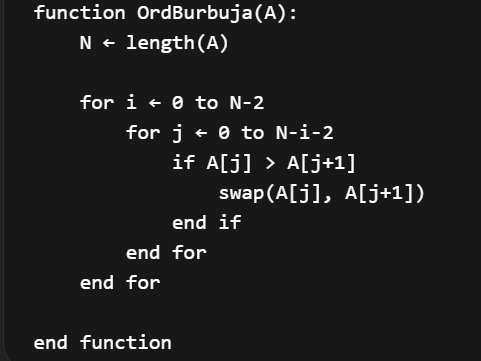 function OrdBurbuja(A):
N ← length(A)
for i ← 0 to N-2
for j ← 0 to N-i-2
if A[j] > A[j+1]
swap(A[j], A[j+1])
end if
end for
end for
end function